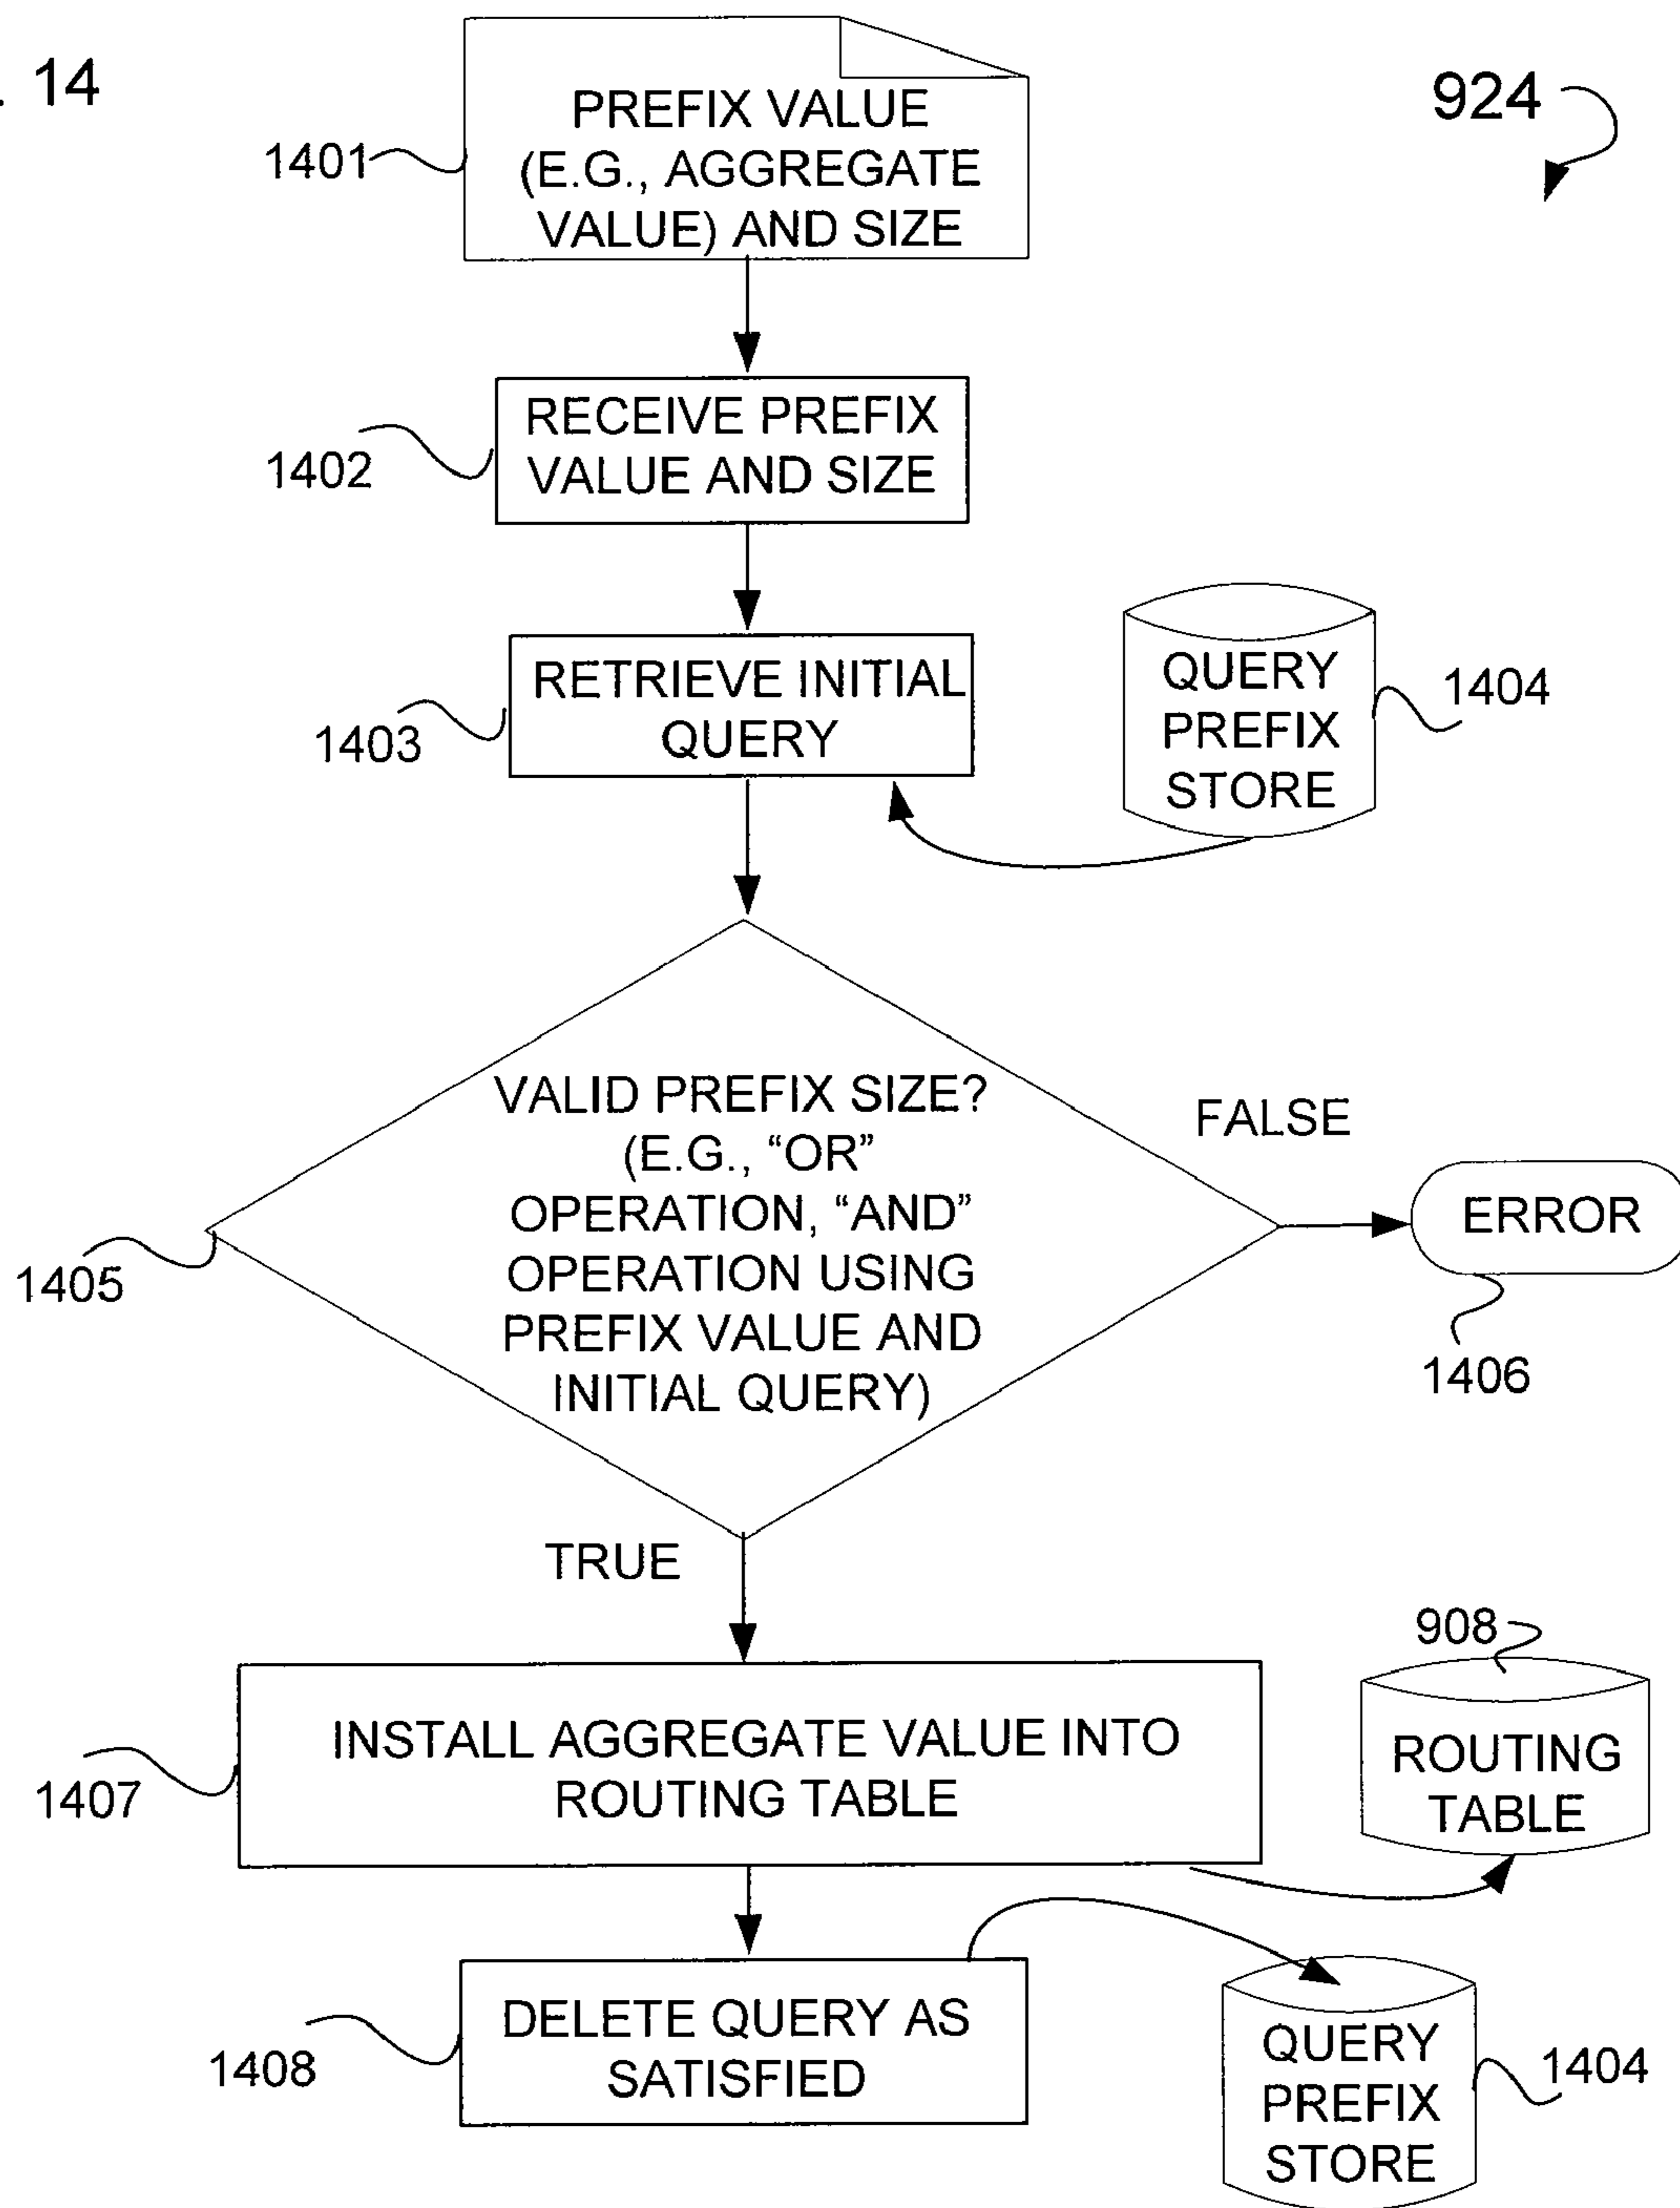 . 14
924
PREFIX VALUE
(E.G., AGGREGATE
VALUE) AND SIZE
1401
RECEIVE PREFIX
VALUE AND SIZE
1402
RETRIEVE INITIAL
QUERY
1403
QUERY
PREFIX
STORE
1404
VALID PREFIX SIZE?
(E.G., “OR”
OPERATION, “AND”
OPERATION USING
PREFIX VALUE AND
INITIAL QUERY)
1405
FALSE
ERROR
1406
TRUE
INSTALL AGGREGATE VALUE INTO
ROUTING TABLE
1407
908
ROUTING
TABLE
DELETE QUERY AS
SATISFIED
1408
QUERY
PREFIX
STORE
1404